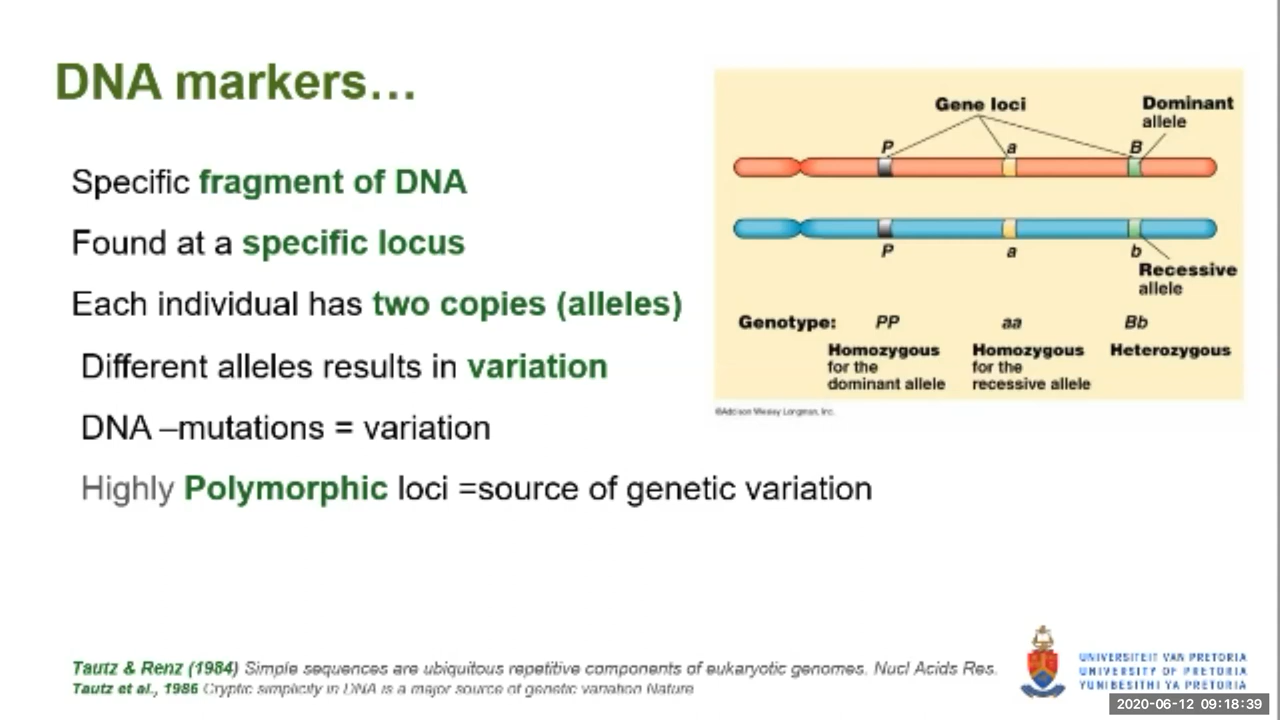 DNA markers...
Specific fragment of DNA
Found at a specific locus
Each individual has two copies (alleles)
Different alleles results in variation
DNA –mutations = variation
Highly Polymorphic loci =source of genetic variation
Gene loci
Dominant
allele
P
a
B
P
a
b
Recessive
allele
Genotype: PP aa Bb
Homozygous
for the
dominant allele
Homozygous
for the
recessive allele
Heterozygous
©Addison Wesley Longman, Inc.
Tautz & Renz (1984) Simple sequences are ubiquitous repetitive components of eukaryotic genomes. Nucl Acids Res.
Tautz et al., 1986 Cryptic simplicity in DNA is a major source of genetic variation Nature
UNIVERSITEIT VAN PRETORIA
UNIVERSITY OF PRETORIA
YUNIBESITHI YA PRETORIA
2020-06-12 09:18:39